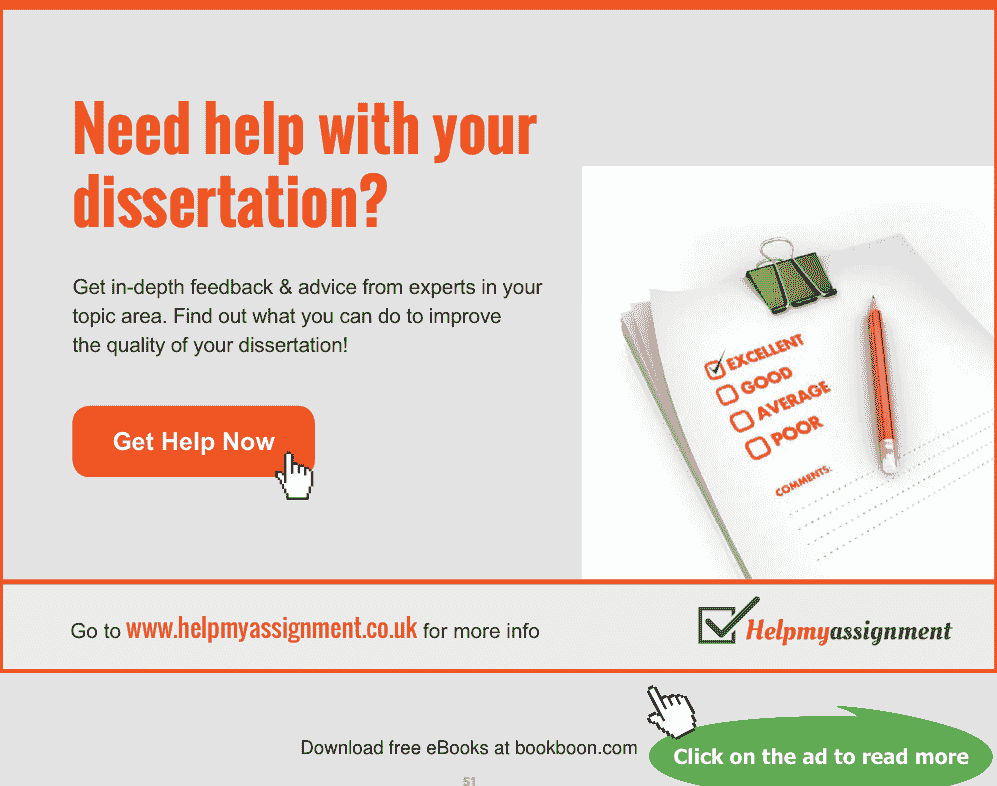 Need help with your
dissertation?
Get in-depth feedback & advice from experts in your
topic area. Find out what you can do to improve
the quality of your dissertation!
Get Help Now
EXCELLENT
GOOD
AVERAGE
POOR
COMMENTS:
Go to www.helpmyassignment.co.uk for more info
Helpmyassignment
Download free eBooks at bookboon.com
Click on the ad to read more
51